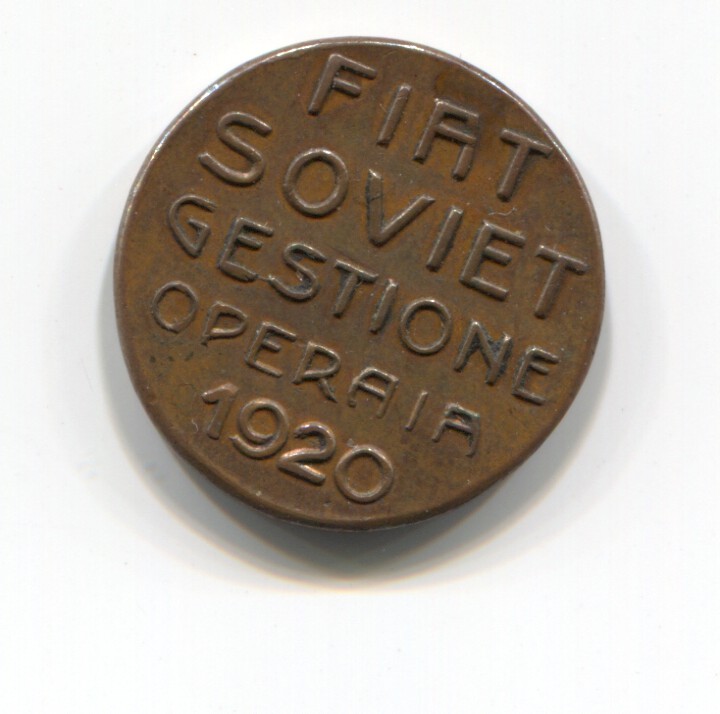 FIAT
SOVIET
GESTIONE
OPERAIA
1920